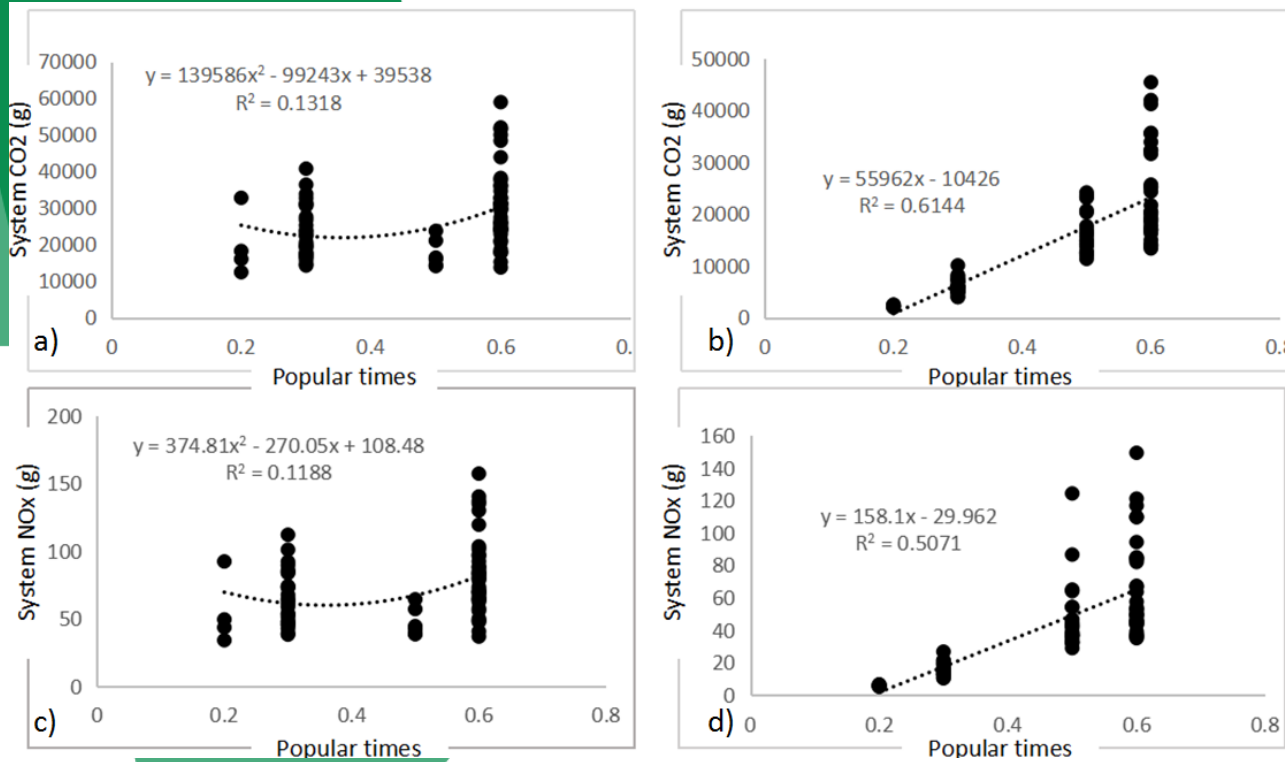 70000
60000
50000
40000
30000
20000
10000
0
System CO2 (g)
y = 139586x² - 99243x + 39538
R² = 0.1318
a)
0 0.2 0.4 0.6 0.
Popular times
50000
40000
30000
20000
10000
0
System CO2 (g)
y = 55962x - 10426
R² = 0.6144
b)
0 0.2 0.4 0.6 0.8
Popular times
200
150
100
50
0
System NOx (g)
y = 374.81x² - 270.05x + 108.48
R² = 0.1188
c)
0 0.2 0.4 0.6 0.8
Popular times
160
140
120
100
80
60
40
20
0
System NOx (g)
y = 158.1x - 29.962
R² = 0.5071
d)
0 0.2 0.4 0.6 0.8
Popular times